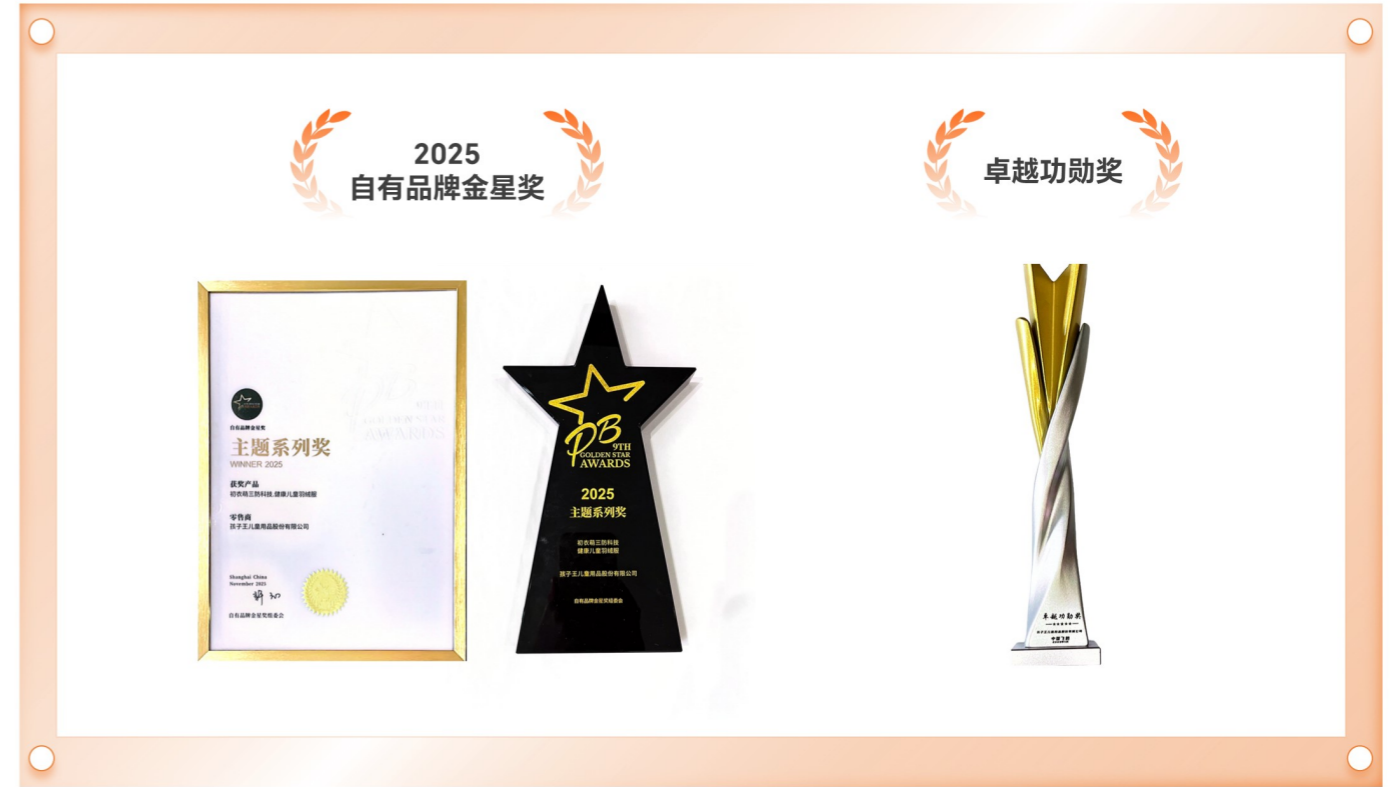 2025
自有品牌金星奖
卓越功勋奖
自有品牌金星奖
主题系列奖
WINNER 2025
获奖产品
初衣萌三防科技.健康儿童羽绒服
零售商
孩子王儿童用品股份有限公司
Shanghai China
November 2025
自有品牌金星奖组委会
PB
9TH
GOLDEN STAR
AWARDS
2025
主题系列奖
初衣萌三防科技
健康儿童羽绒服
孩子王儿童用品股份有限公司
自有品牌金星奖组委会
卓越功勋奖